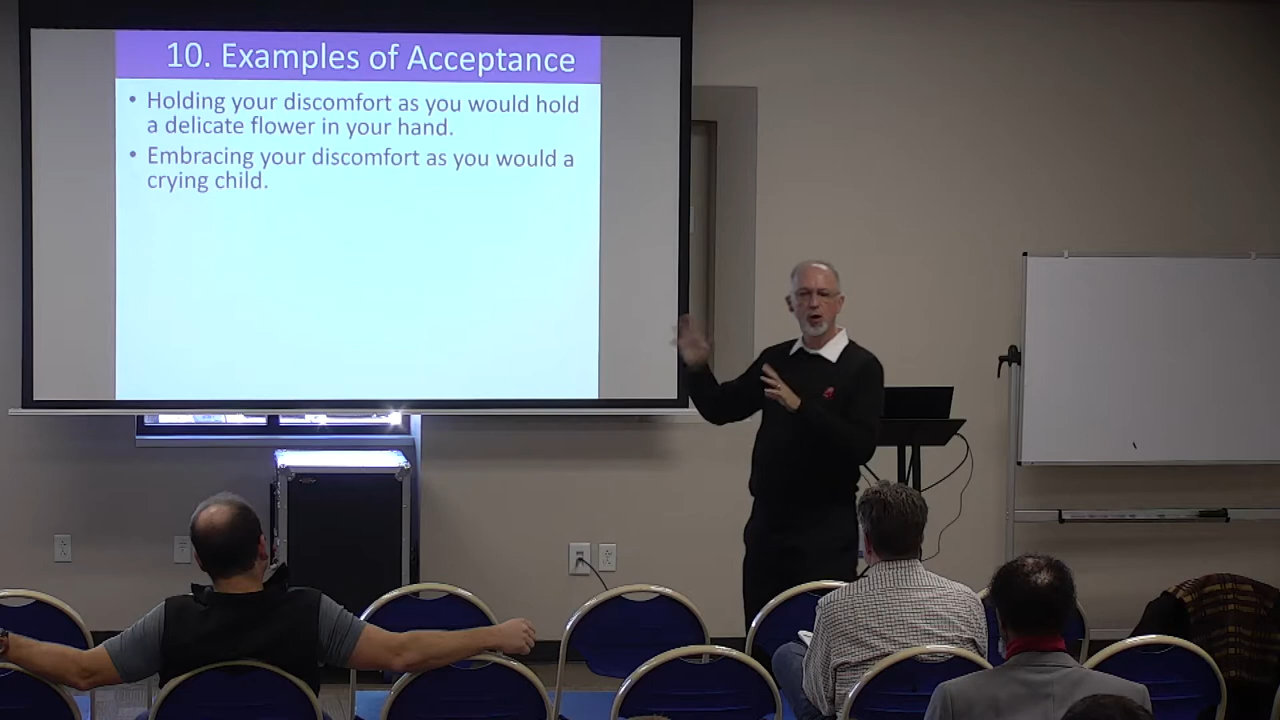 10. Examples of Acceptance
• Holding your discomfort as you would hold
a delicate flower in your hand.
• Embracing your discomfort as you would a
crying child.